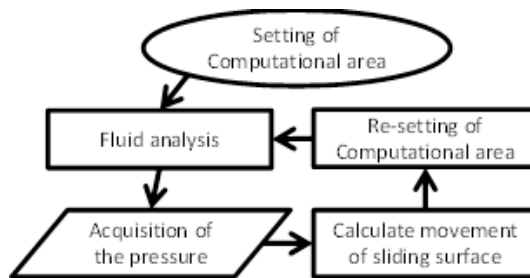 Setting of
Computational area
Fluid analysis
Re-setting of
Computational area
Acquisition of
the pressure
Calculate movement
of sliding surface